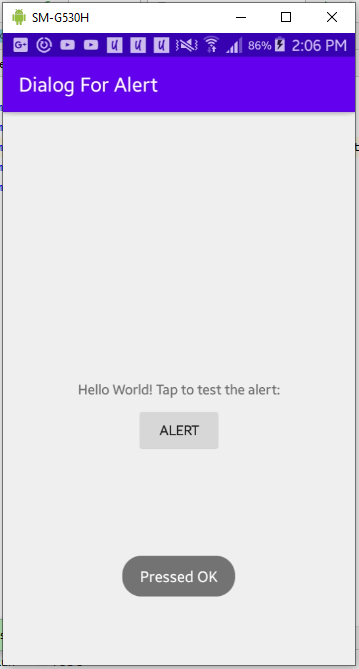 SM-G530H
86% 2:06 PM
Dialog For Alert
Hello World! Tap to test the alert:
ALERT
Pressed OK